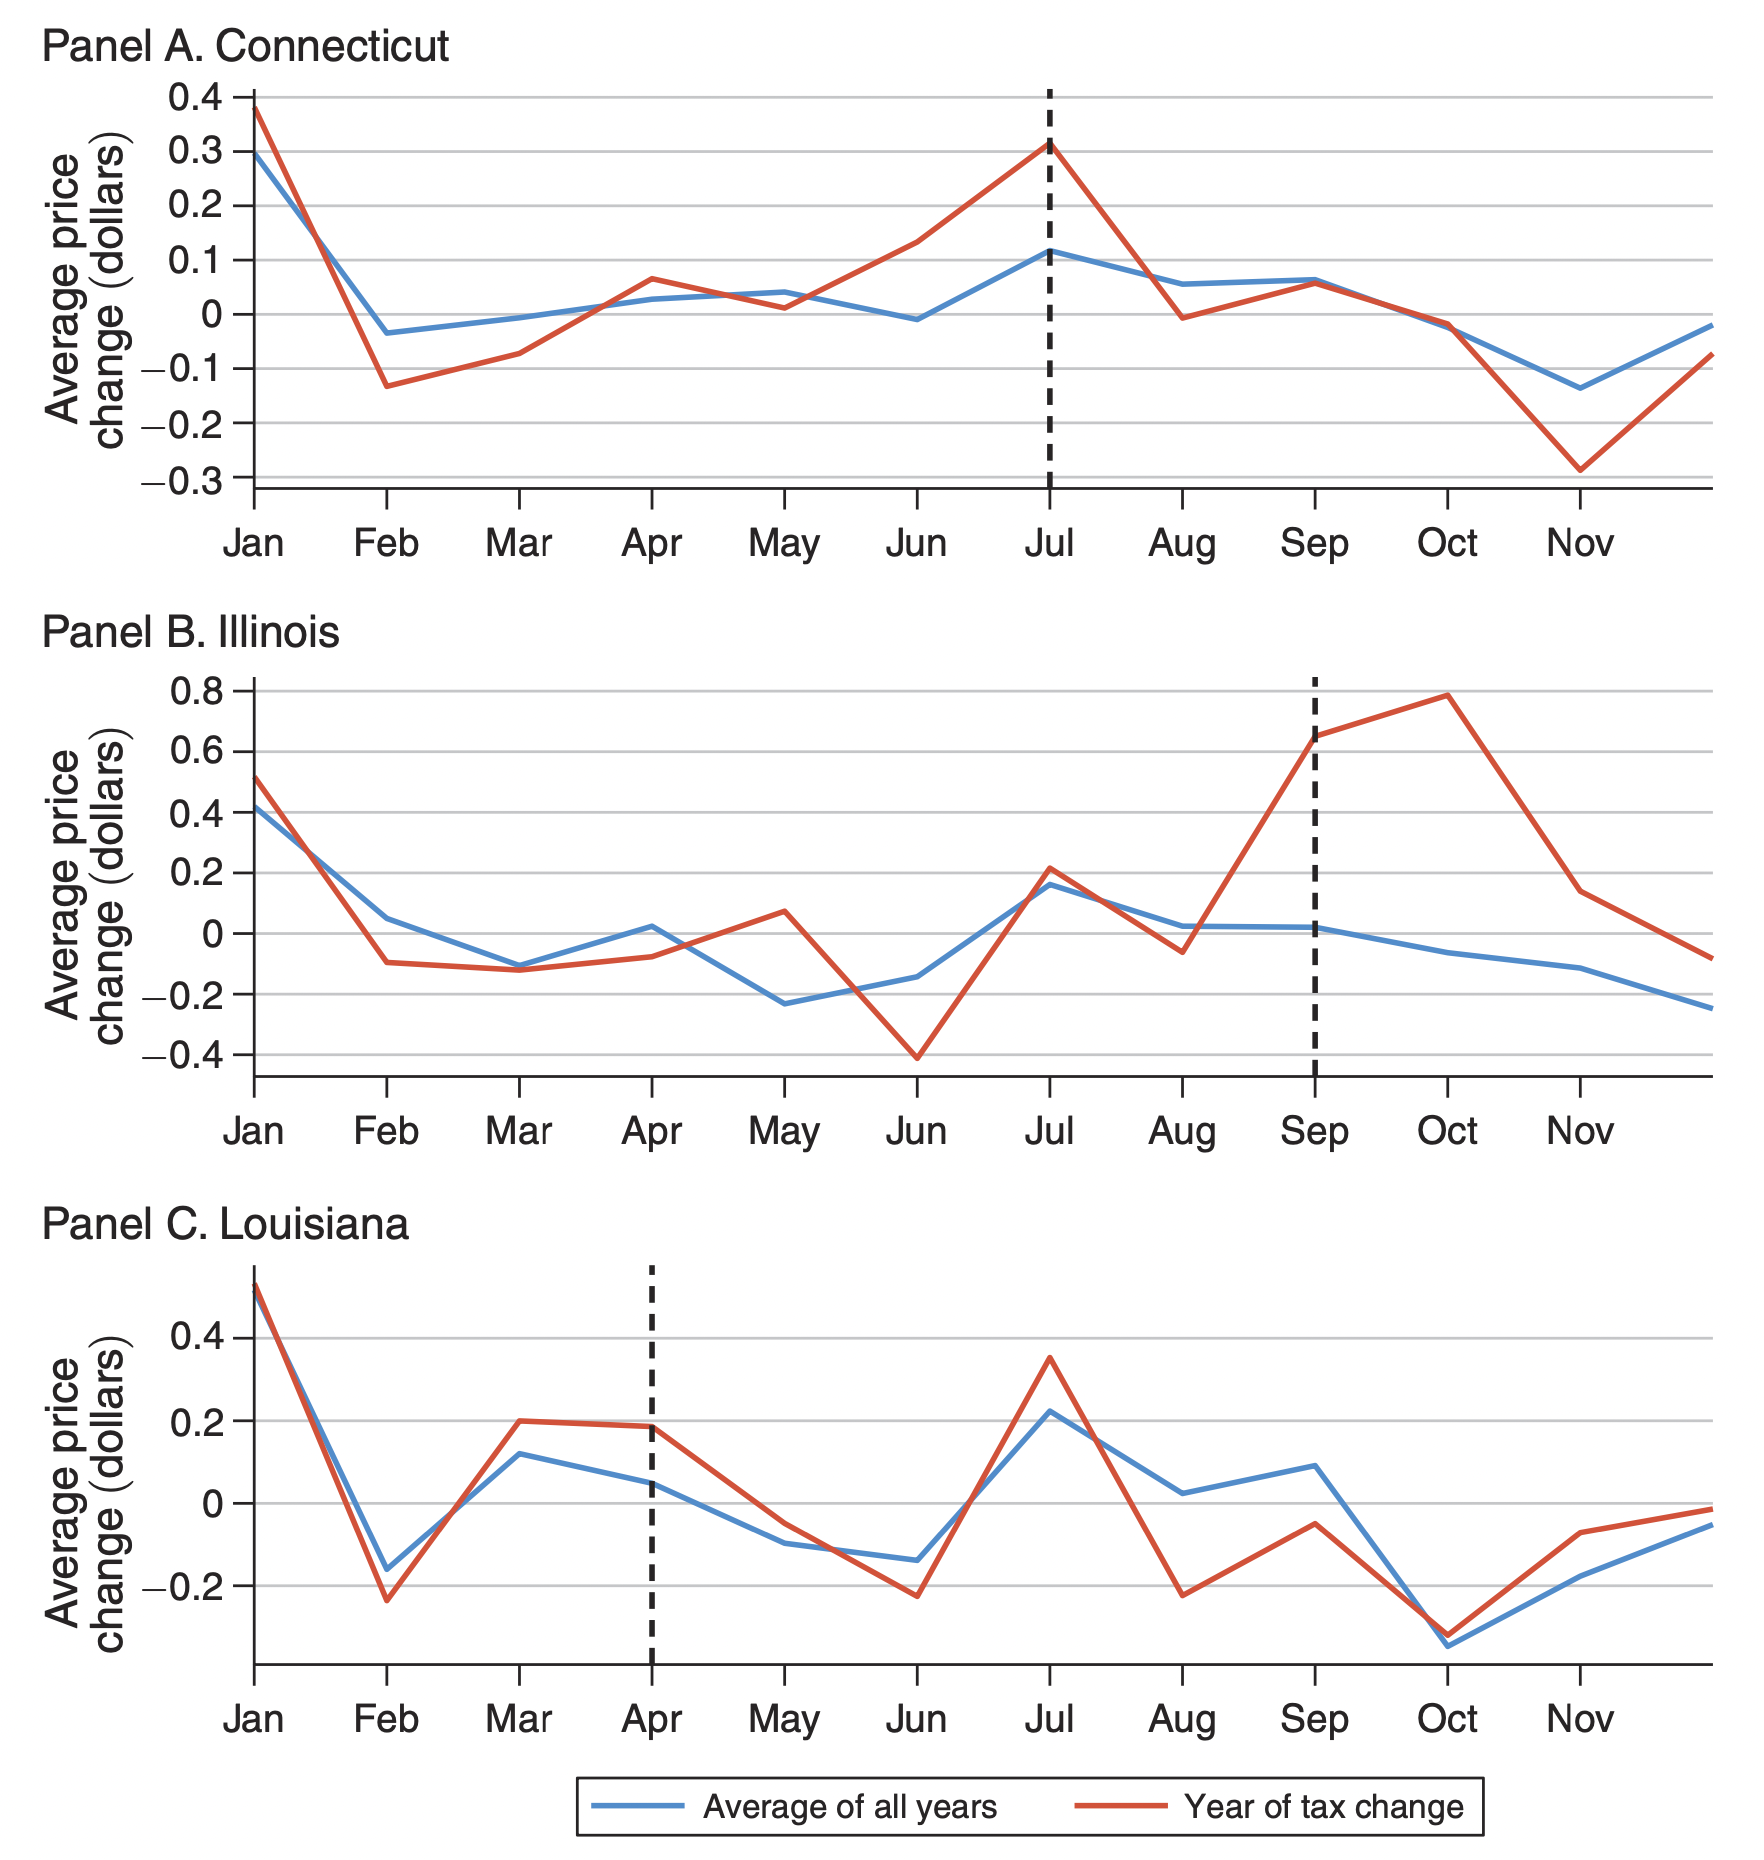 Panel A. Connecticut
Average price
change (dollars)
0.4
0.3
0.2
0.1
0
−0.1
−0.2
−0.3
Jan Feb Mar Apr May Jun Jul Aug Sep Oct Nov
Panel B. Illinois
Average price
change (dollars)
0.8
0.6
0.4
0.2
0
−0.2
−0.4
Jan Feb Mar Apr May Jun Jul Aug Sep Oct Nov
Panel C. Louisiana
Average price
change (dollars)
0.4
0.2
0
−0.2
Jan Feb Mar Apr May Jun Jul Aug Sep Oct Nov
Average of all years Year of tax change